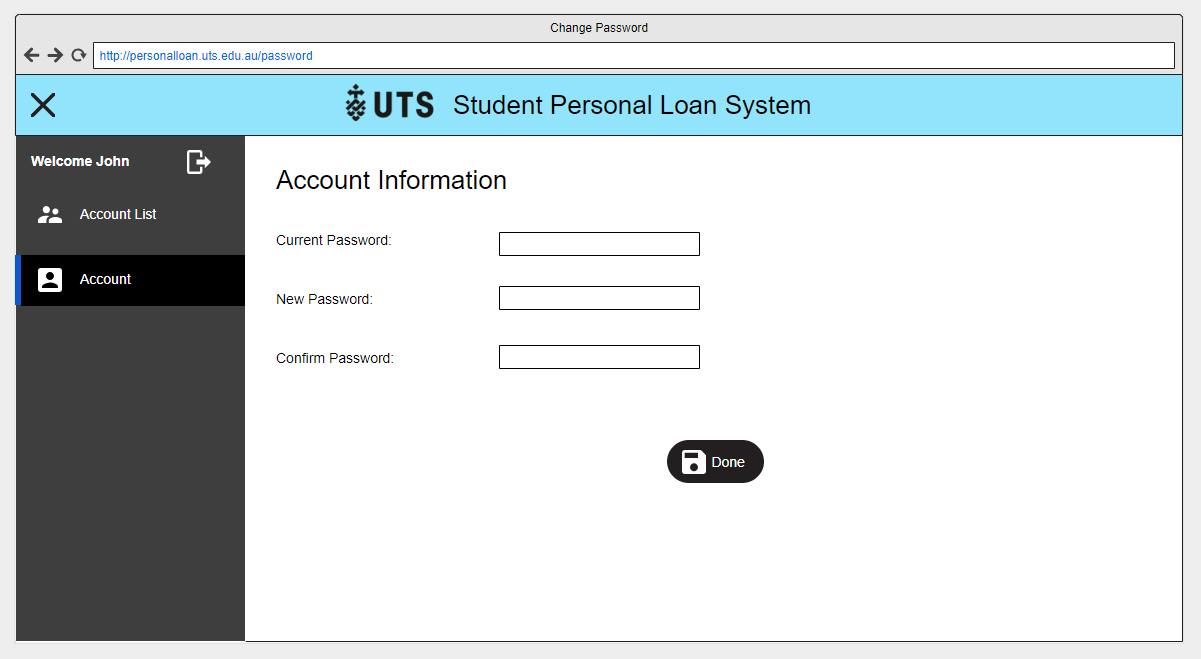 Change Password
http://personalloan.uts.edu.au/password
UTS Student Personal Loan System
Welcome John
Account List
Account
Account Information
Current Password:
New Password:
Confirm Password:
Done